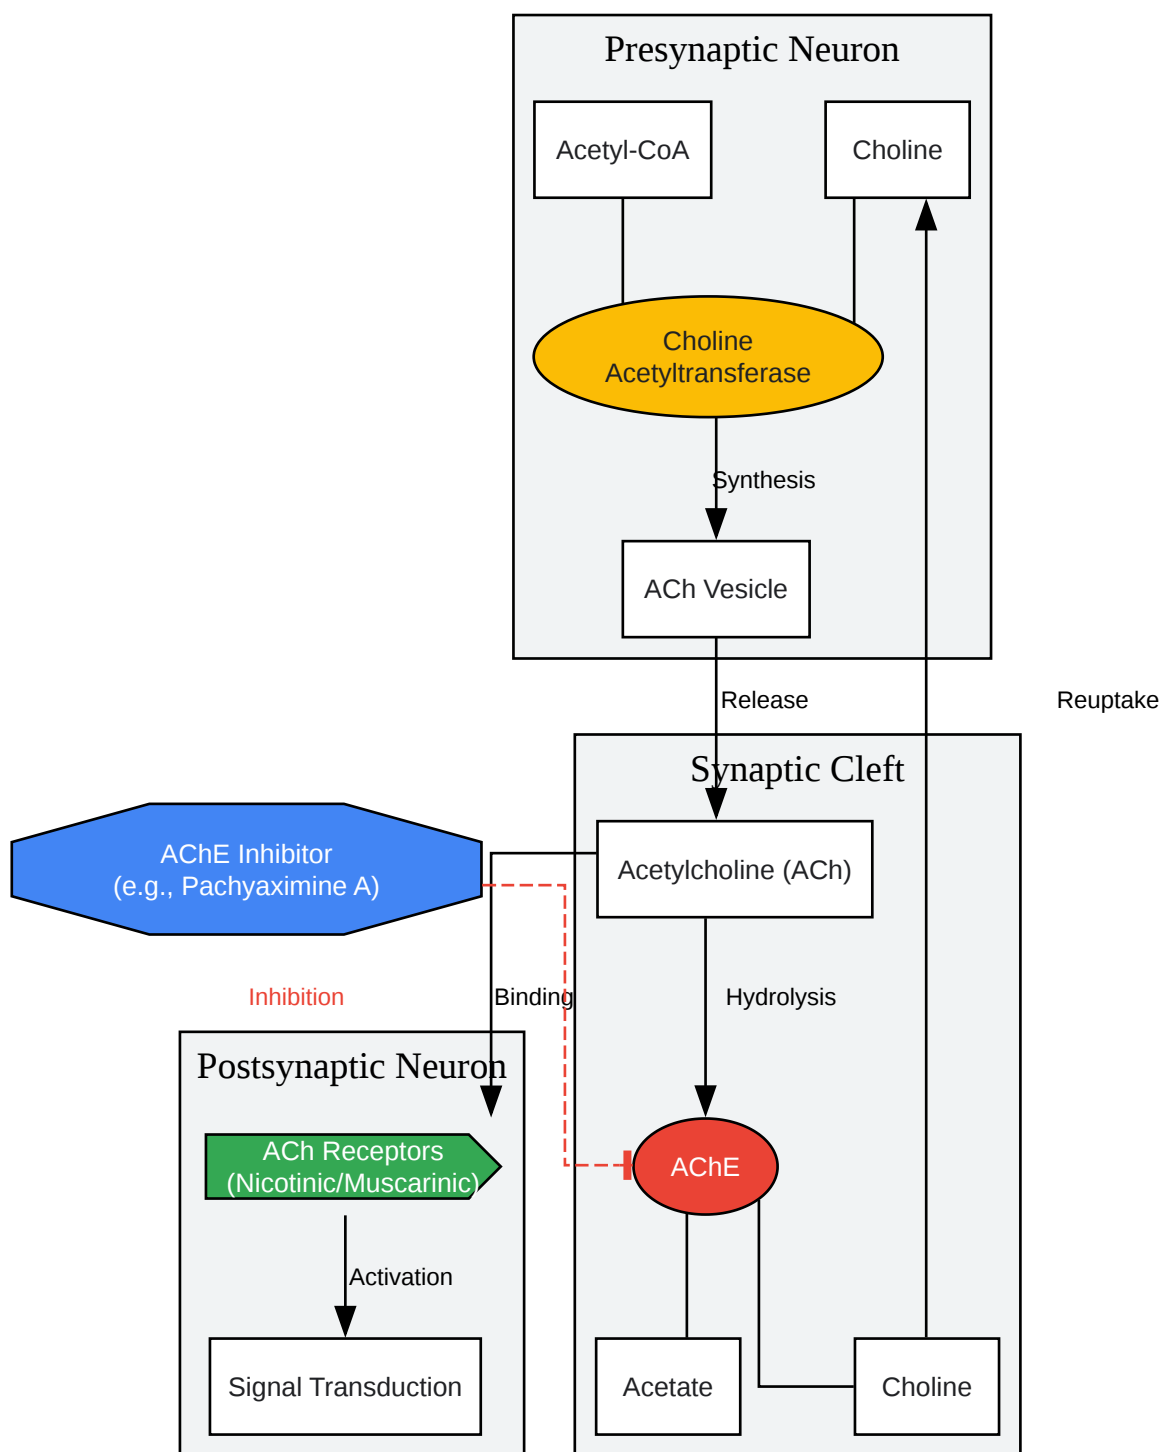 Presynaptic Neuron
Acetyl-CoA
Choline
Choline
Acetyltransferase
Synthesis
ACh Vesicle
Release
Reuptake
Synaptic Cleft
AChE Inhibitor
(e.g., Pachyaximine A)
Acetylcholine (ACh)
Inhibition
Binding
Hydrolysis
Postsynaptic Neuron
ACh Receptors
(Nicotinic/Muscarinic)
AChE
Activation
Signal Transduction
Acetate
Choline